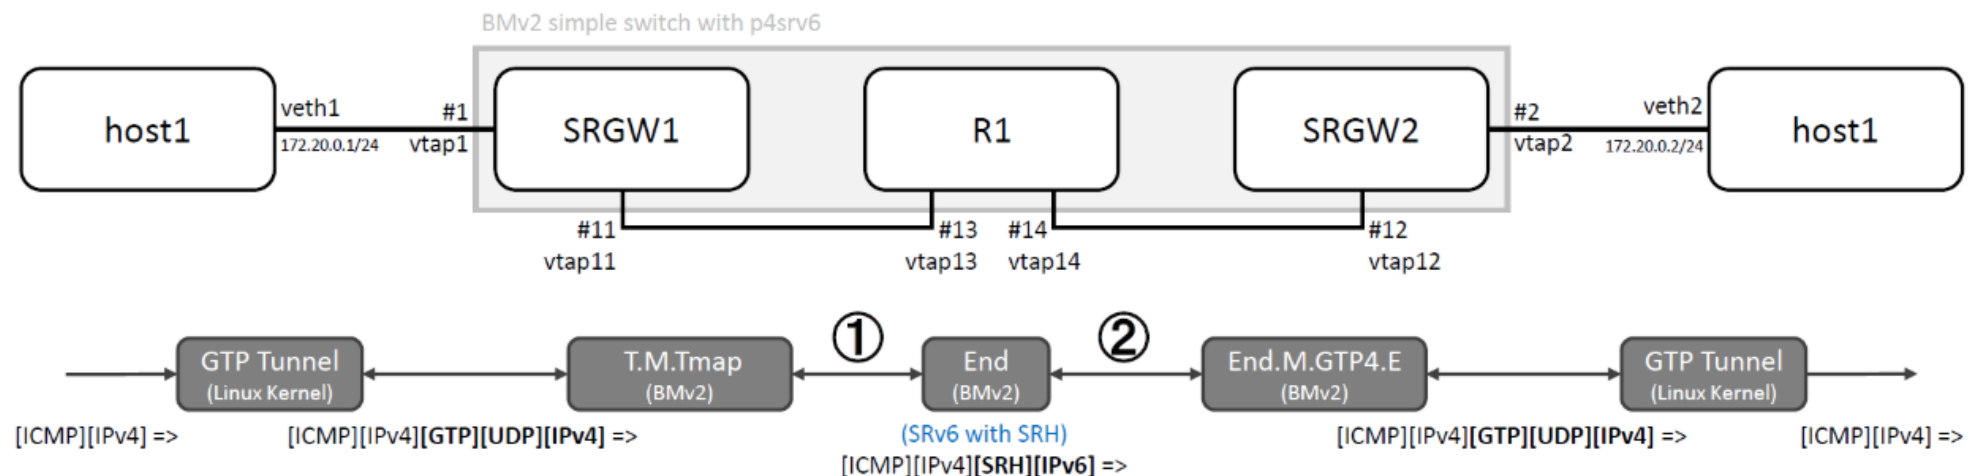 BMv2 simple switch with p4srv6
host1
veth1
172.20.0.1/24
#1
vtap1
SRGW1
R1
SRGW2
#2
vtap2
veth2
172.20.0.2/24
host1
#11
vtap11
#13
vtap13
#14
vtap14
#12
vtap12
①
②
GTP Tunnel
(Linux Kernel)
T.M.Tmap
(BMv2)
End
(BMv2)
End.M.GTP4.E
(BMv2)
GTP Tunnel
(Linux Kernel)
[ICMP][IPv4] =>
[ICMP][IPv4][GTP][UDP][IPv4] =>
(SRv6 with SRH)
[ICMP][IPv4][SRH][IPv6] =>
[ICMP][IPv4][GTP][UDP][IPv4] =>
[ICMP][IPv4] =>